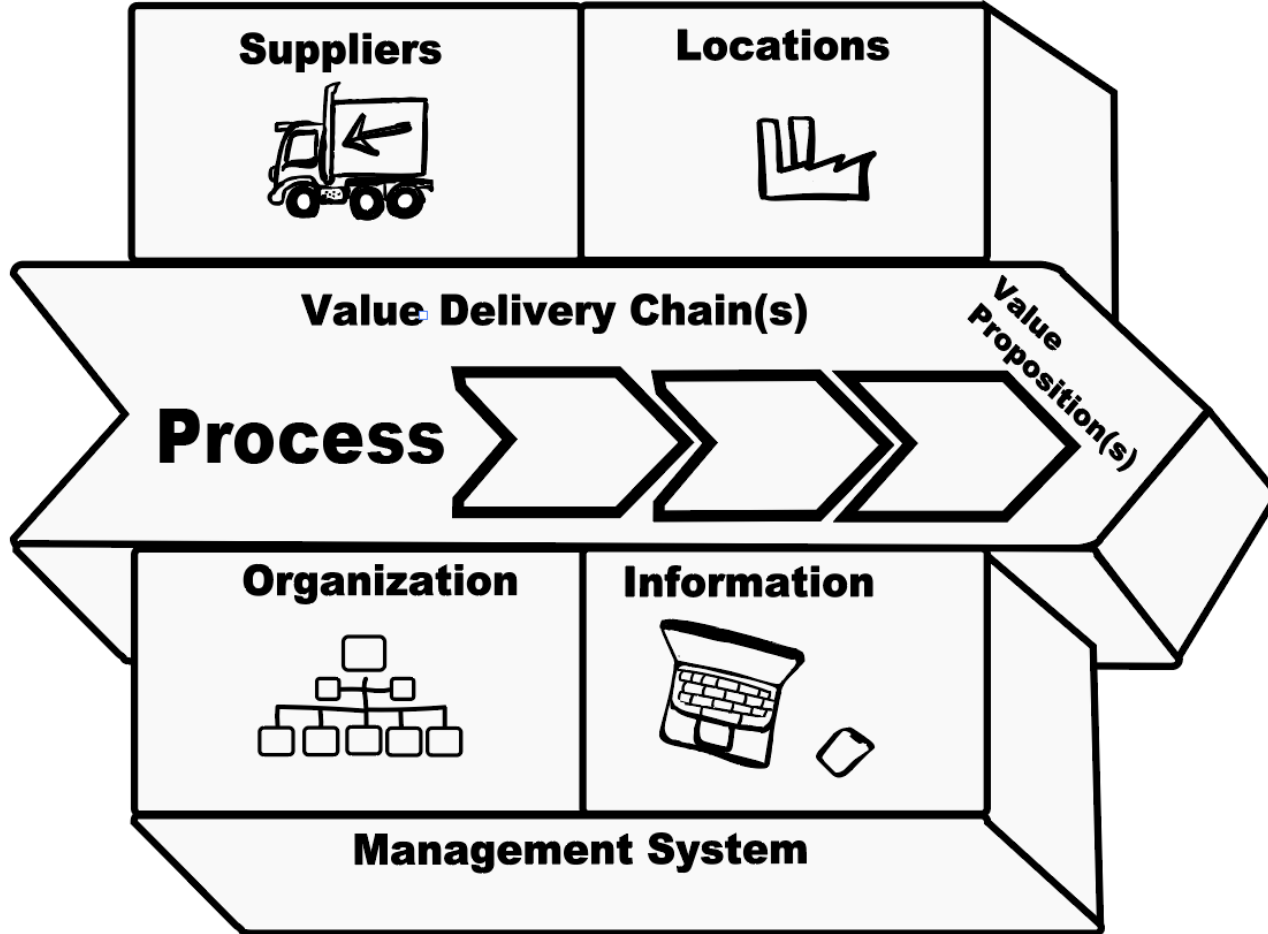 Suppliers
Locations
Value Delivery Chain(s)
Value
Proposition(s)
Process
Organization
Information
Management System